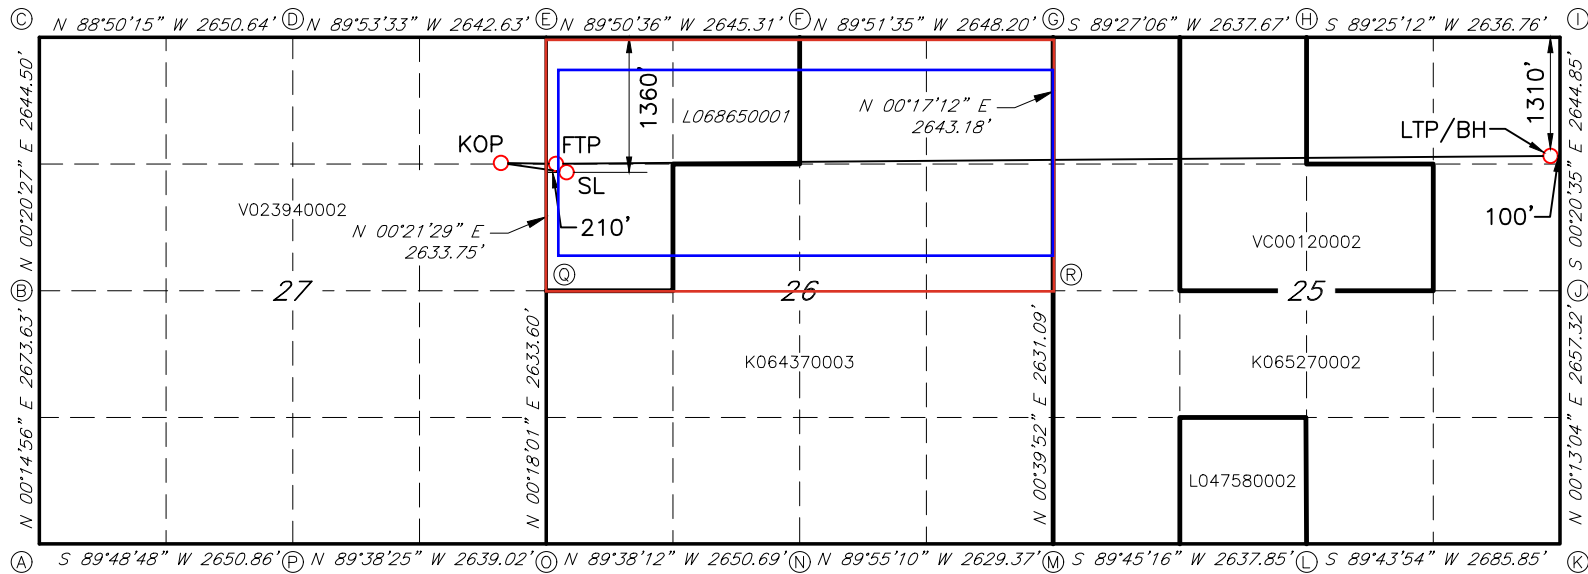 C N 88°50'15" W 2650.64' D N 89°53'33" W 2642.63' E N 89°50'36" W 2645.31' F N 89°51'35" W 2648.20' G S 89°27'06" W 2637.67' H S 89°25'12" W 2636.76' I
N 00°20'27" E 2644.50'
1360'
L068650001
N 00°17'12" E
2643.18'
1310'
S 00°20'35" E 2644.85'
LTP/BH
KOP
FTP
SL
V023940002
N 00°21'29" E
2633.75'
210'
100'
VC00120002
Q
R
B
27
26
25
J
N 00°14'56" E 2673.63'
N 00°18'01" E 2633.60'
K064370003
N 00°39'52" E 2631.09'
K065270002
N 00°13'04" E 2657.32'
L047580002
A S 89°48'48" W 2650.86' P N 89°38'25" W 2639.02' O N 89°38'12" W 2650.69' N N 89°55'10" W 2629.37' M S 89°45'16" W 2637.85' L S 89°43'54" W 2685.85' K